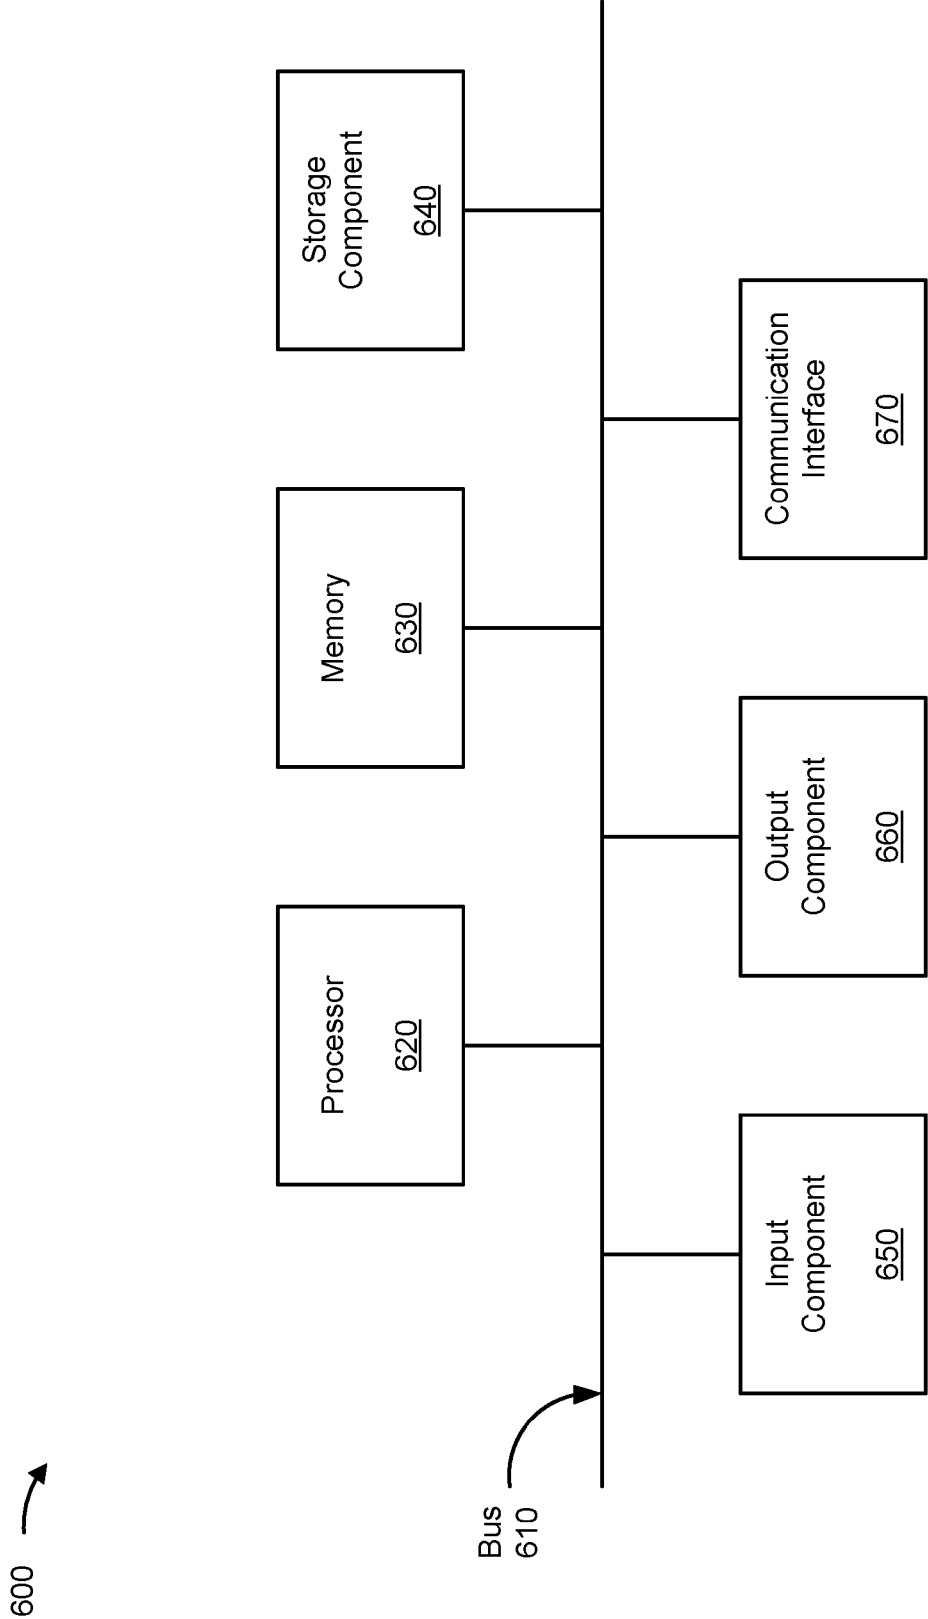 600
Processor
620
Memory
630
Storage
Component
640
Bus
610
Input
Component
650
Output
Component
660
Communication
Interface
670